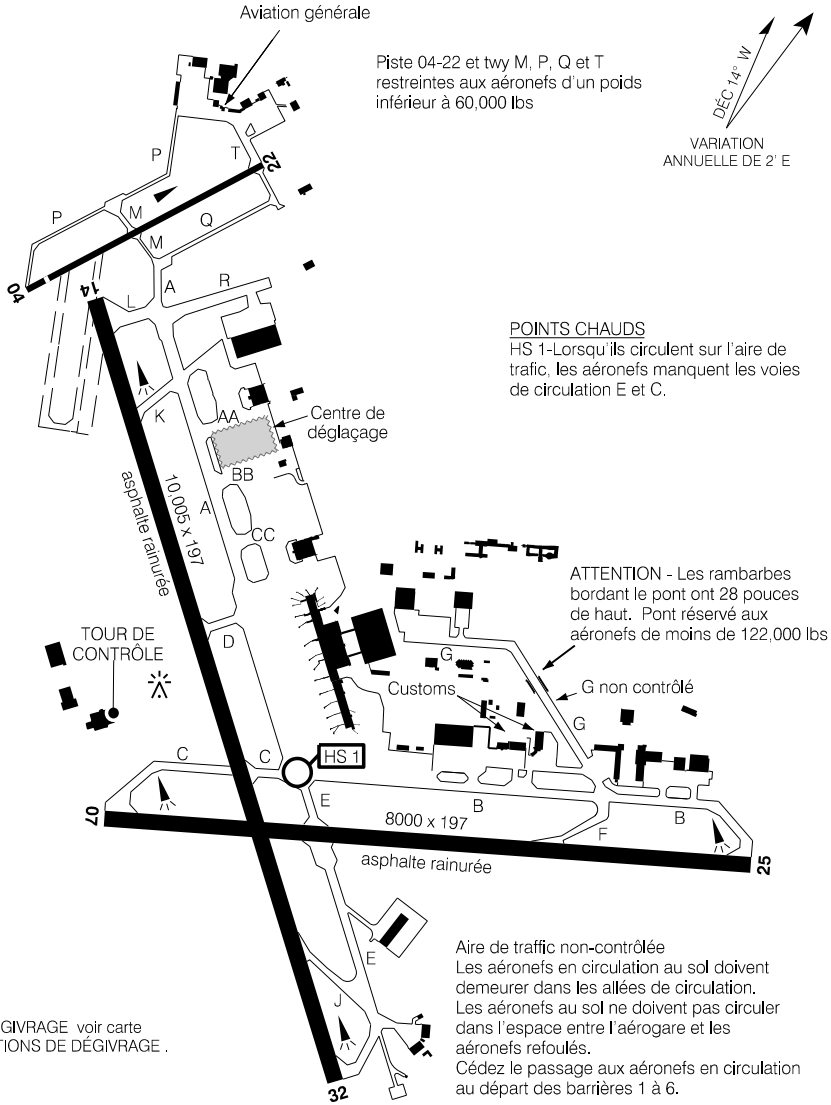 Aviation générale
Piste 04-22 et twy M, P, Q et T
restreintes aux aéronefs d'un poids
inférieur à 60,000 lbs
DÉC 14° W
VARIATION
ANNUELLE DE 2' E
P
T
22
P
M
Q
M
04
14
A
R
L
POINTS CHAUDS
HS 1-Lorsqu'ils circulent sur l'aire de
trafic, les aéronefs manquent les voies
de circulation E et C.
K
AA
Centre de
déglaçage
BB
A
10,005 x 197
asphalte rainurée
CC
ATTENTION - Les rambarbes
bordant le pont ont 28 pouces
de haut. Pont réservé aux
aéronefs de moins de 122,000 lbs
TOUR DE
CONTRÔLE
D
G
Customs
G non contrôlé
G
C
C
HS 1
E
B
B
07
8000 x 197
F
asphalte rainurée
25
E
Aire de traffic non-contrôlée
Les aéronefs en circulation au sol doivent
demeurer dans les allées de circulation.
Les aéronefs au sol ne doivent pas circuler
dans l'espace entre l'aérogare et les
aéronefs refoulés.
Cédez le passage aux aéronefs en circulation
au départ des barrières 1 à 6.
J
GIVRAGE voir carte
TIONS DE DÉGIVRAGE .
32